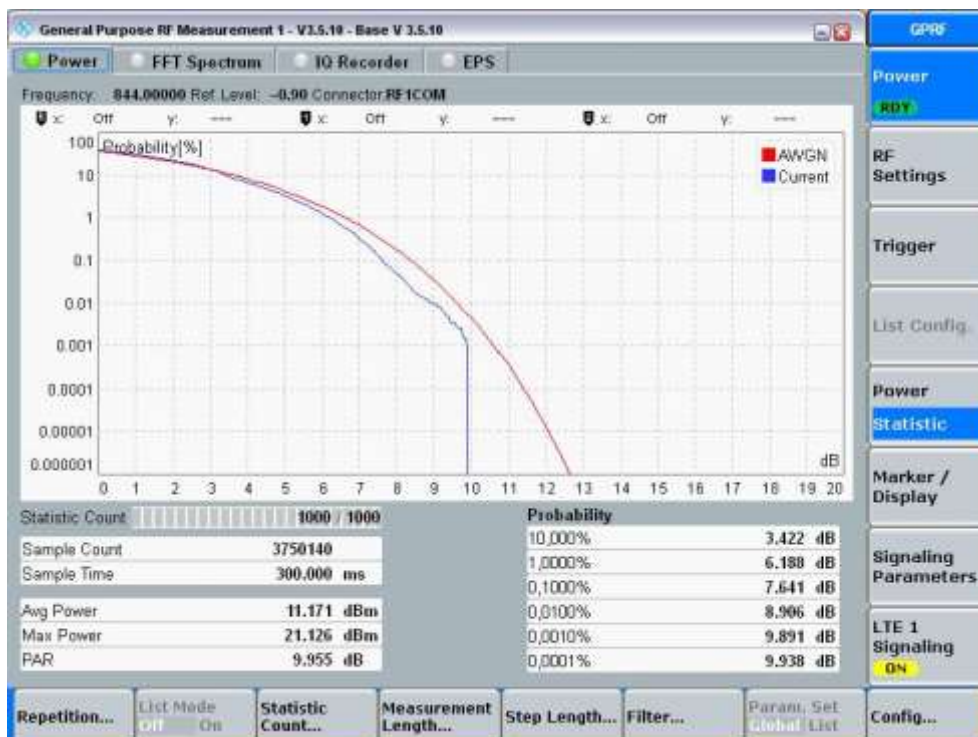 General Purpose RF Measurement 1 - V3.5.10 - Base V 3.5.10
GPRF
Power FFT Spectrum IQ Recorder EPS
Frequency: 844.00000 Ref. Level: -0.90 Connector:RF1COM
x: Off y: --- x: Off y: --- x: Off y: ---
Probability[%]
AWGN
Current
100
10
1
0.1
0.01
0.001
0.0001
0.00001
0.000001
dB
0 1 2 3 4 5 6 7 8 9 10 11 12 13 14 15 16 17 18 19 20
Statistic Count 1000 / 1000
Sample Count 3750140
Sample Time 300.000 ms
Avg Power 11.171 dBm
Max Power 21.126 dBm
PAR 9.955 dB
Probability
10,000% 3.422 dB
1,0000% 6.188 dB
0,1000% 7.641 dB
0,0100% 8.906 dB
0,0010% 9.891 dB
0,0001% 9.938 dB
Power
RDY
RF
Settings
Trigger
List Config.
Power
Statistic
Marker /
Display
Signaling
Parameters
LTE 1
Signaling
ON
Repetition...
List Mode
Off On
Statistic
Count...
Measurement
Length...
Step Length...
Filter...
Param. Set
Global List
Config...